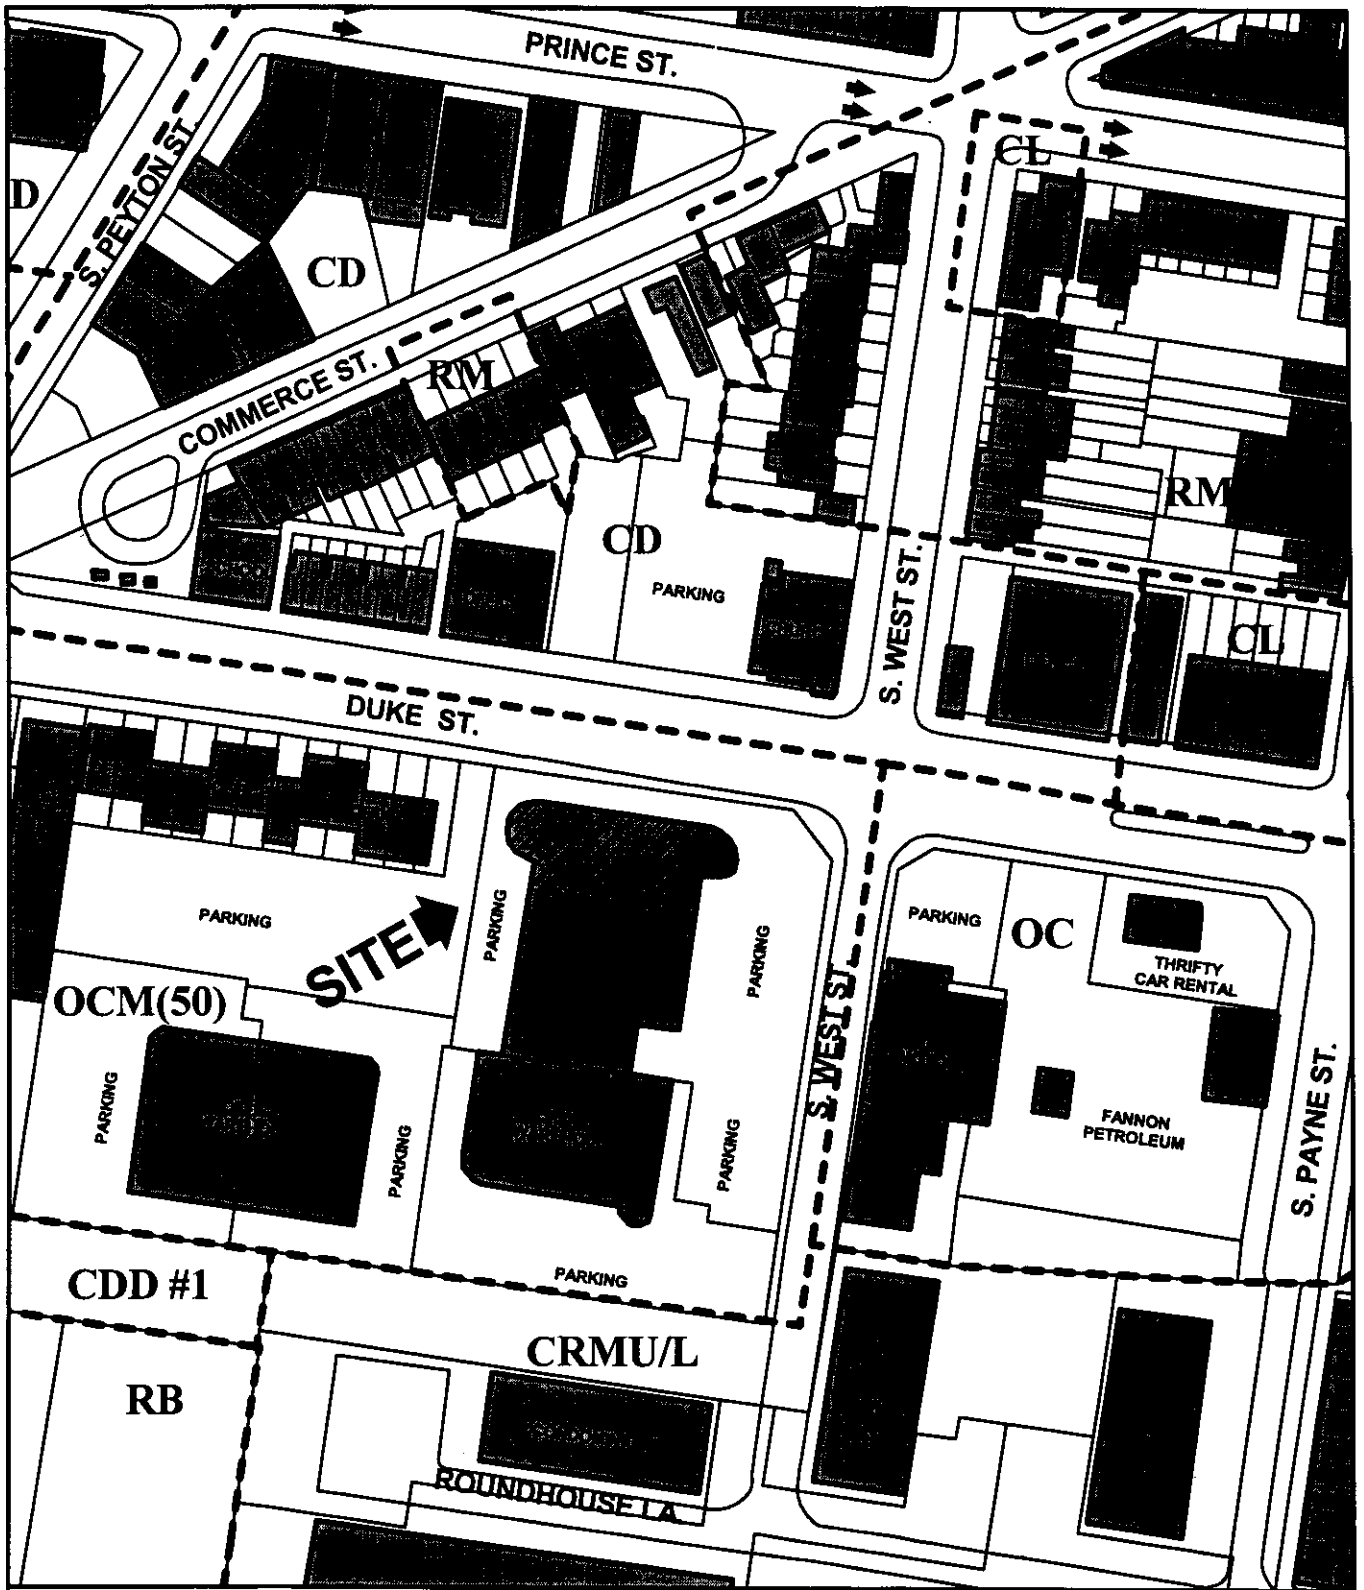 PRINCE ST.
CL
D
S. PEYTON ST.
CD
RM
COMMERCE ST.
RM
CD
PARKING
S. WEST ST.
CL
DUKE ST.
PARKING
PARKING
PARKING
PARKING
OC
THRIFTY
CAR RENTAL
SITE
OCM(50)
S. WEST ST
PARKING
PARKING
PARKING
FANNON
PETROLEUM
S. PAYNE ST.
CDD #1
PARKING
CRMU/L
RB
ROUNDHOUSE LA